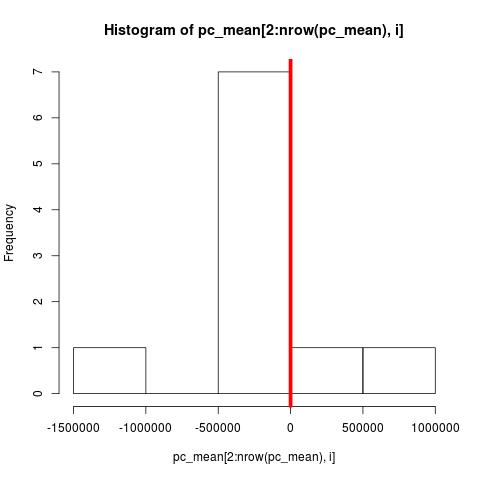 Histogram of pc_mean[2:nrow(pc_mean), i]
Frequency
7
6
5
4
3
2
1
0
-1500000 -1000000 -500000 0 500000 1000000
pc_mean[2:nrow(pc_mean), i]